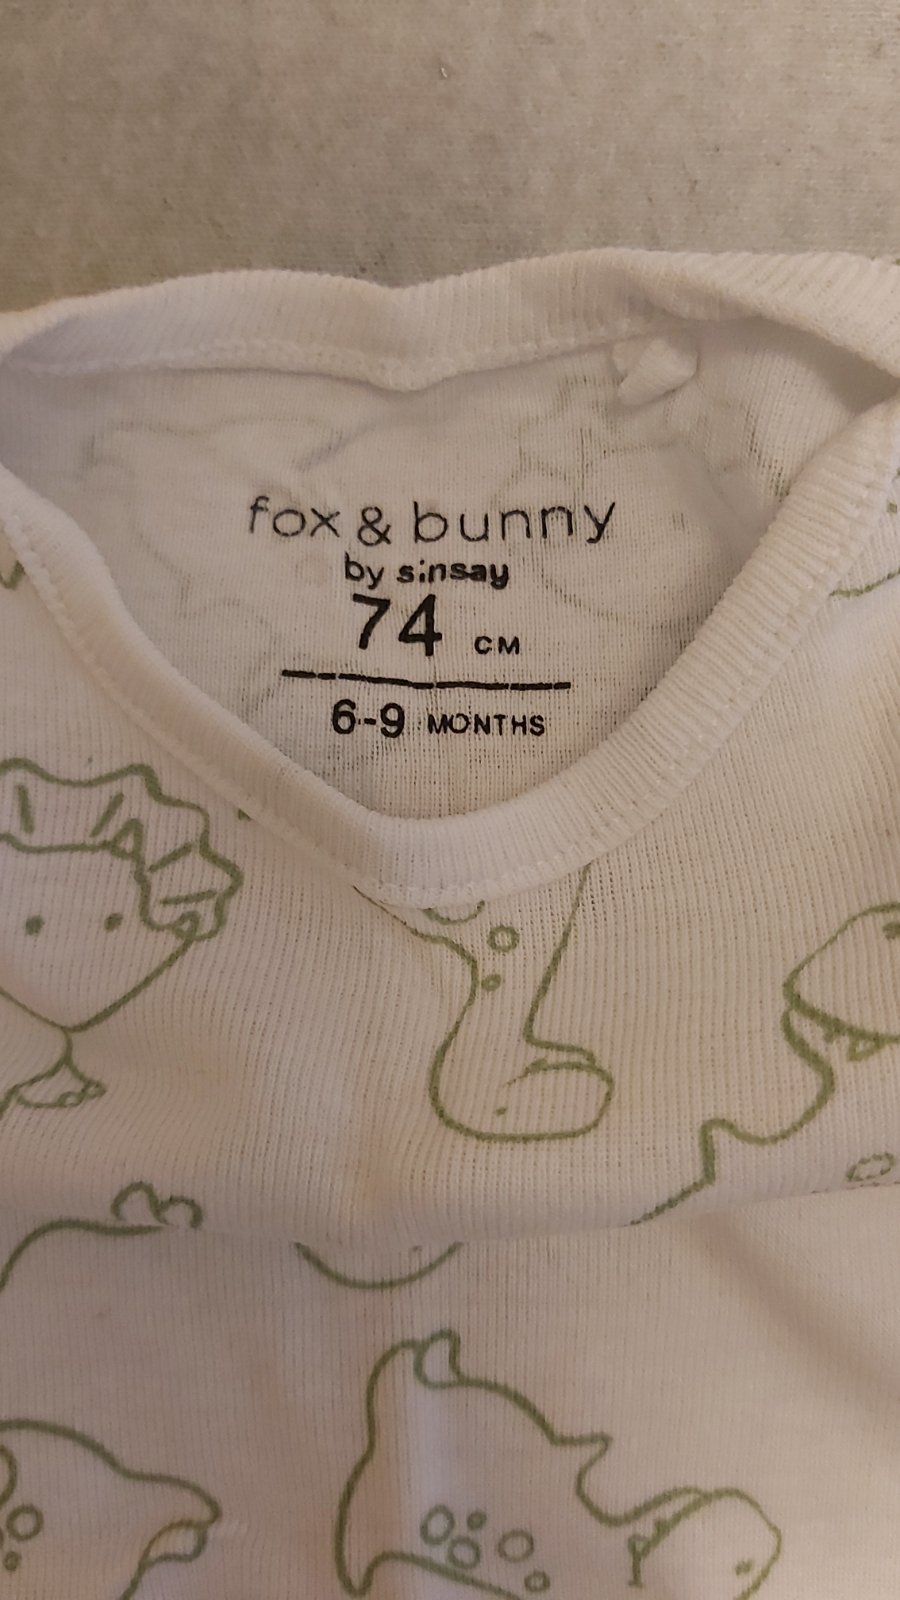 fox & bunny
by sinsay
74 CM
6-9 MONTHS